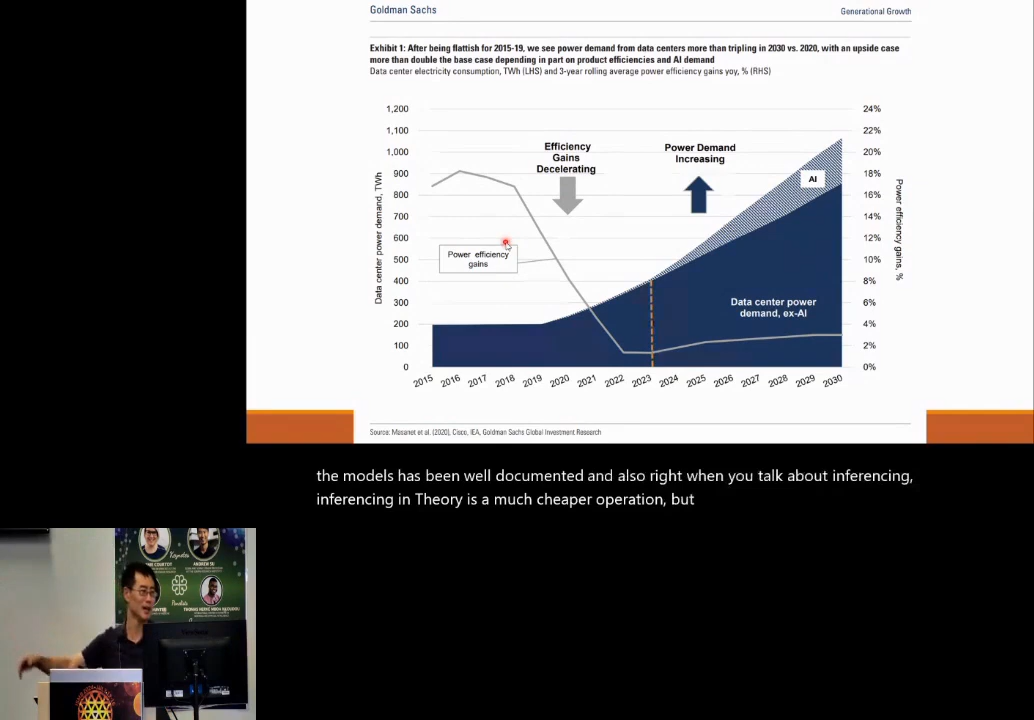 Goldman Sachs
Generational Growth
Exhibit 1: After being flattish for 2015-19, we see power demand from data centers more than tripling in 2030 vs. 2020, with an upside case
more than double the base case depending in part on product efficiencies and AI demand
Data center electricity consumption, TWh (LHS) and 3-year rolling average power efficiency gains yoy, % (RHS)
1,200
1,100
1,000
900
800
700
600
500
400
300
200
100
0
Data center power demand, TWh
24%
22%
20%
18%
16%
14%
12%
10%
8%
6%
4%
2%
0%
Power efficiency gains, %
Efficiency
Gains
Decelerating
Power Demand
Increasing
AI
Power efficiency
gains
Data center power
demand, ex-AI
2015
2016
2017
2018
2019
2020
2021
2022
2023
2024
2025
2026
2027
2028
2029
2030
Source: Masanet et al. (2020), Cisco, IEA, Goldman Sachs Global Investment Research
the models has been well documented and also right when you talk about inferencing,
inferencing in Theory is a much cheaper operation, but
Keynotes
ANDREW SU
Panelists